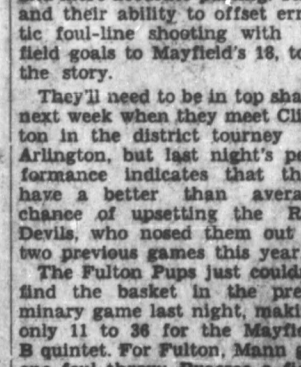 and their ability to offset err
tic foul-line shooting with
field goals to Mayfield's 18, to
the story.
They'll need to be in top sha
next week when they meet Cli
ton in the district tourney
Arlington, but last night's pe
formance indicates that th
have a better than avera
chance of upsetting the R
Devils, who nosed them out
two previous games this year
The Fulton Pups just could
find the basket in the pre
minary game last night, maki
only 11 to 36 for the Mayfie
B quintet. For Fulton, Mann